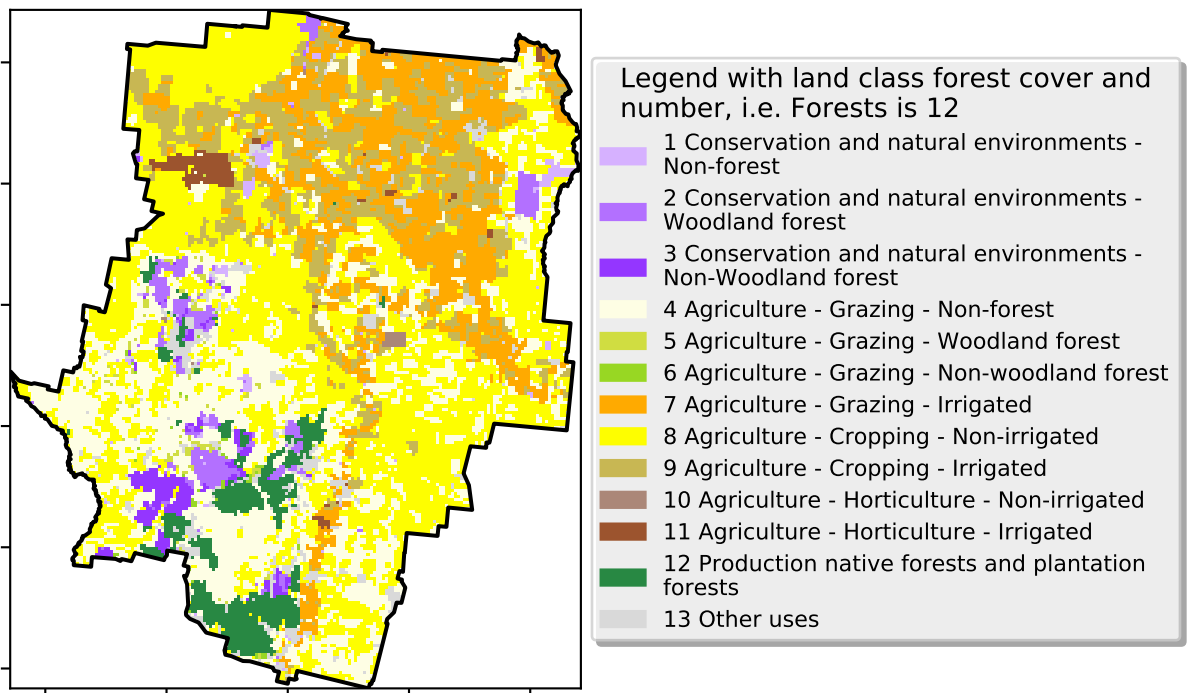 Legend with land class forest cover and
number, i.e. Forests is 12
1 Conservation and natural environments -
Non-forest
2 Conservation and natural environments -
Woodland forest
3 Conservation and natural environments -
Non-Woodland forest
4 Agriculture - Grazing - Non-forest
5 Agriculture - Grazing - Woodland forest
6 Agriculture - Grazing - Non-woodland forest
7 Agriculture - Grazing - Irrigated
8 Agriculture - Cropping - Non-irrigated
9 Agriculture - Cropping - Irrigated
10 Agriculture - Horticulture - Non-irrigated
11 Agriculture - Horticulture - Irrigated
12 Production native forests and plantation
forests
13 Other uses